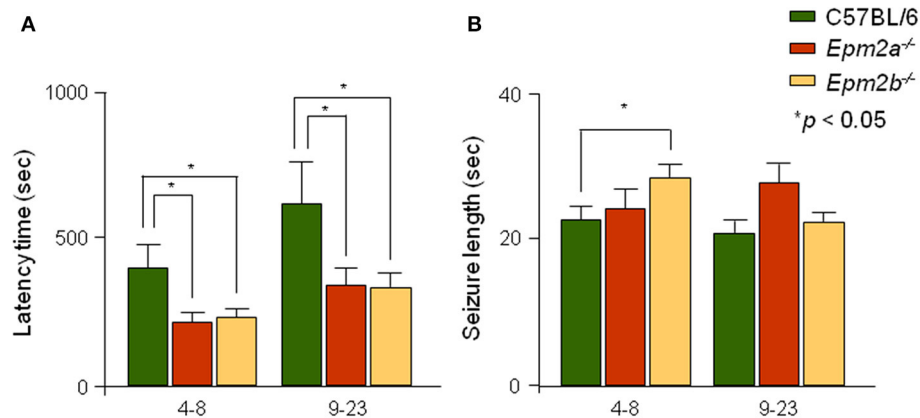 A
B
C57BL/6
Epm2a-/-
Epm2b-/-
*p < 0.05
Latency time (sec)
1000
500
0
*
*
*
*
4-8
9-23
Seizure length (sec)
40
20
0
*
4-8
9-23